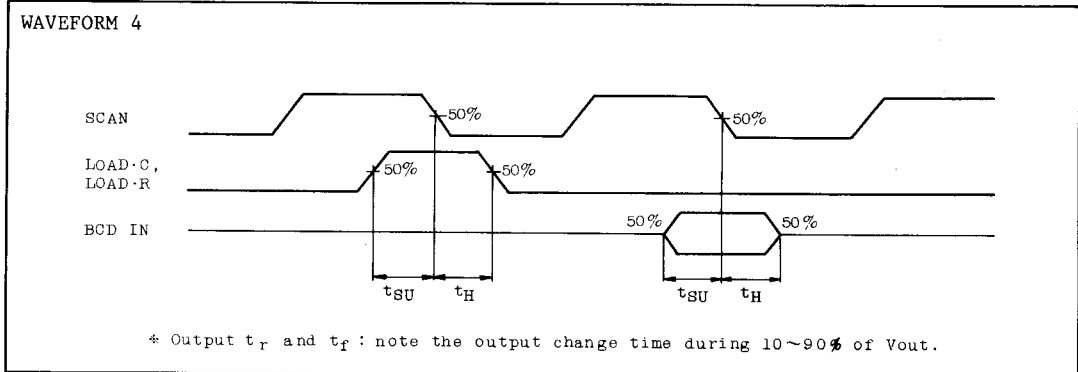 WAVEFORM 4
SCAN
50%
50%
LOAD·C,
LOAD·R
50%
50%
BCD IN
50%
50%
tSU
tH
tSU
tH
* Output tr and tf : note the output change time during 10~90% of Vout.